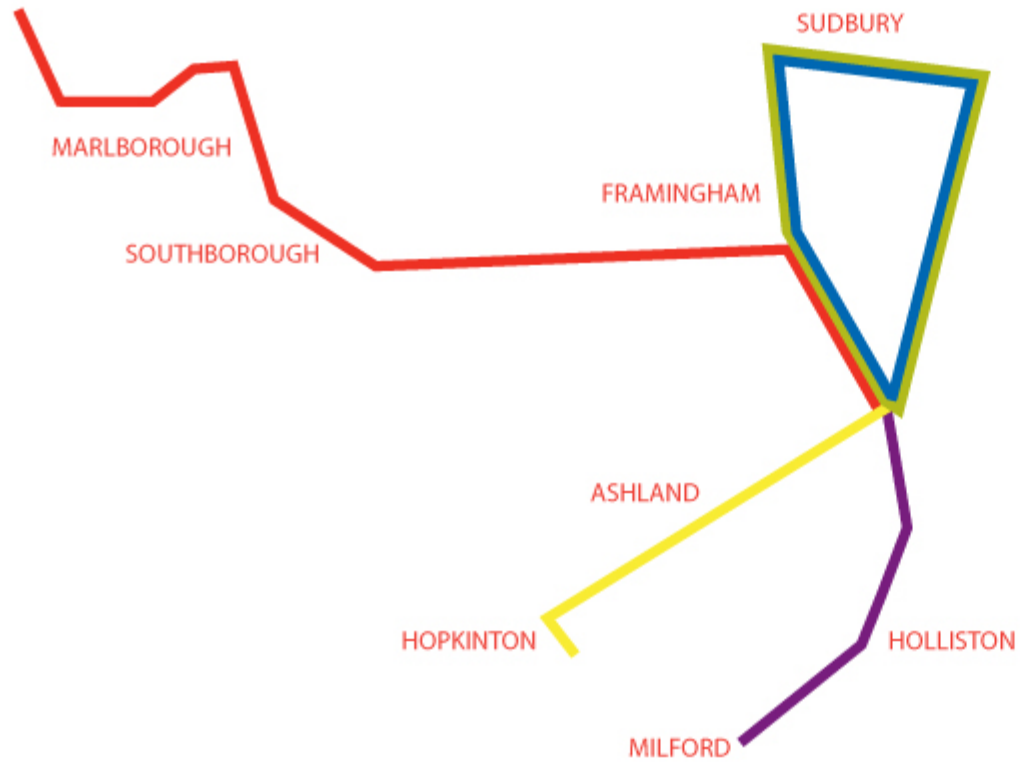 SUDBURY
MARLBOROUGH
FRAMINGHAM
SOUTHBOROUGH
ASHLAND
HOPKINTON
HOLLISTON
MILFORD